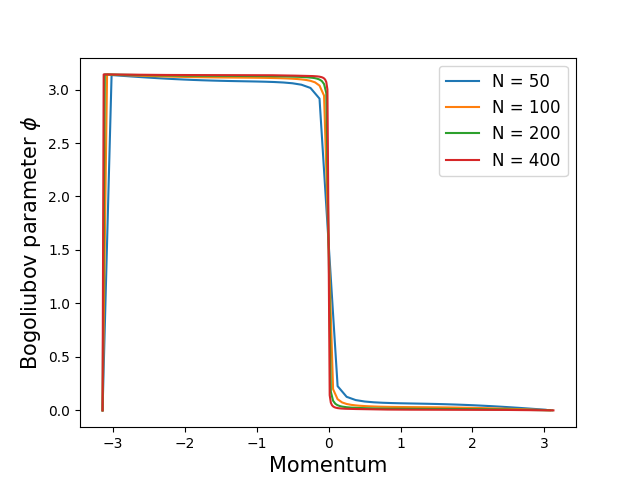 3.0
2.5
2.0
1.5
1.0
0.5
0.0
Bogoliubov parameter ϕ
N = 50
N = 100
N = 200
N = 400
−3
−2
−1
0
1
2
3
Momentum